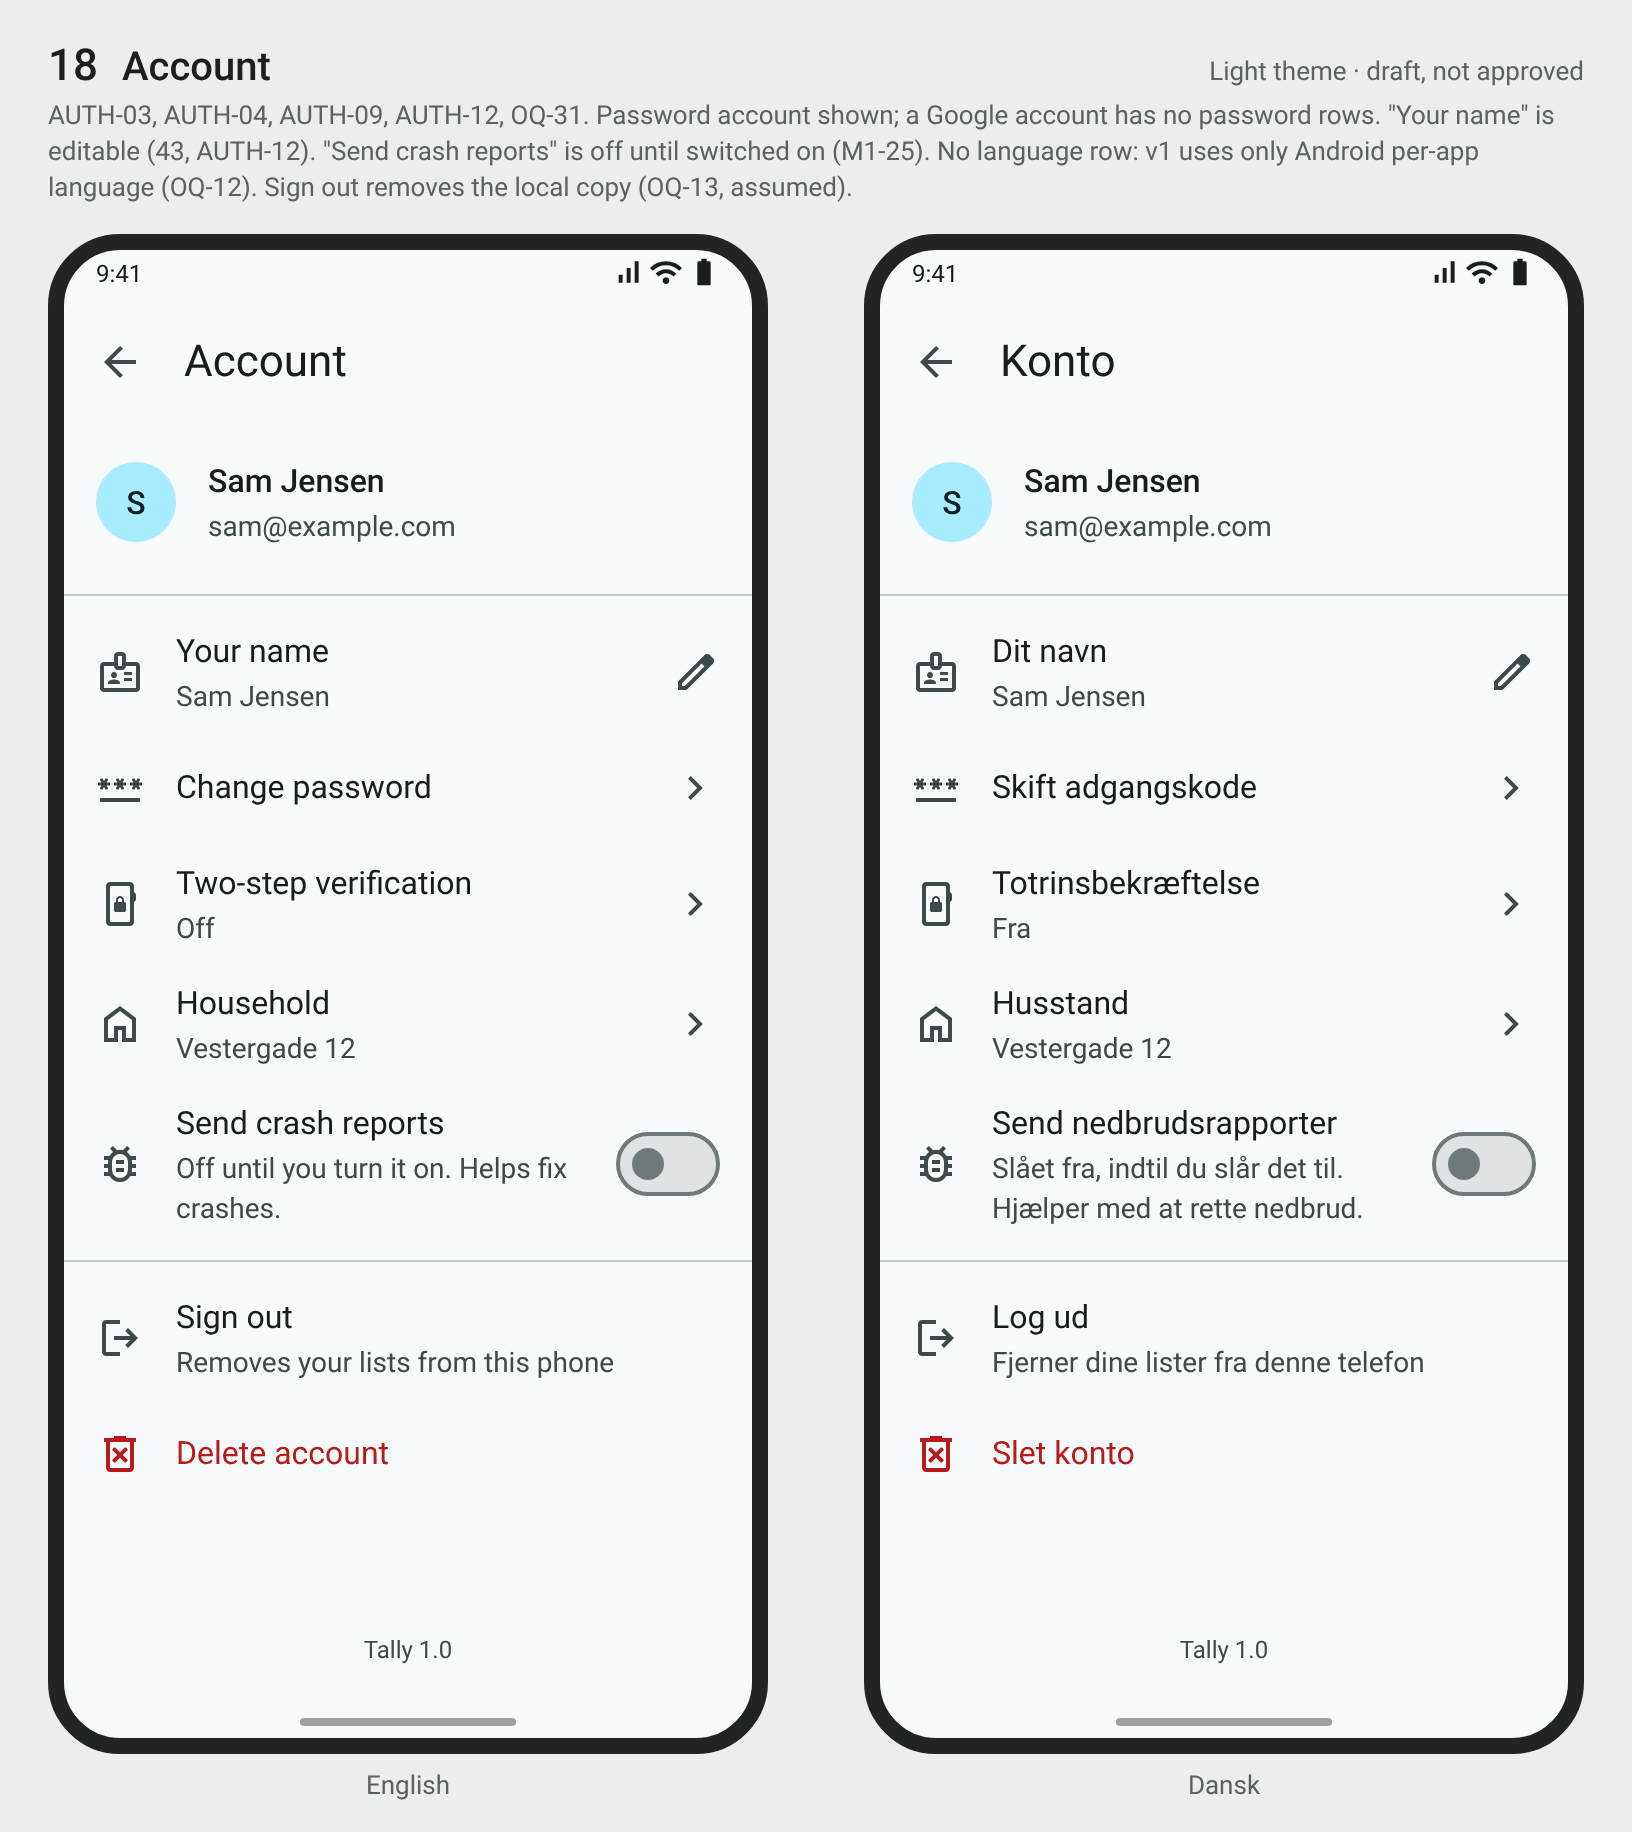 18 Account
Light theme · draft, not approved
AUTH-03, AUTH-04, AUTH-09, AUTH-12, OQ-31. Password account shown; a Google account has no password rows. "Your name" is
editable (43, AUTH-12). "Send crash reports" is off until switched on (M1-25). No language row: v1 uses only Android per-app
language (OQ-12). Sign out removes the local copy (OQ-13, assumed).
9:41
Account
S
Sam Jensen
sam@example.com
Your name
Sam Jensen
Change password
Two-step verification
Off
Household
Vestergade 12
Send crash reports
Off until you turn it on. Helps fix
crashes.
Sign out
Removes your lists from this phone
Delete account
Tally 1.0
English
9:41
Konto
S
Sam Jensen
sam@example.com
Dit navn
Sam Jensen
Skift adgangskode
Totrinsbekræftelse
Fra
Husstand
Vestergade 12
Send nedbrudsrapporter
Slået fra, indtil du slår det til.
Hjælper med at rette nedbrud.
Log ud
Fjerner dine lister fra denne telefon
Slet konto
Tally 1.0
Dansk